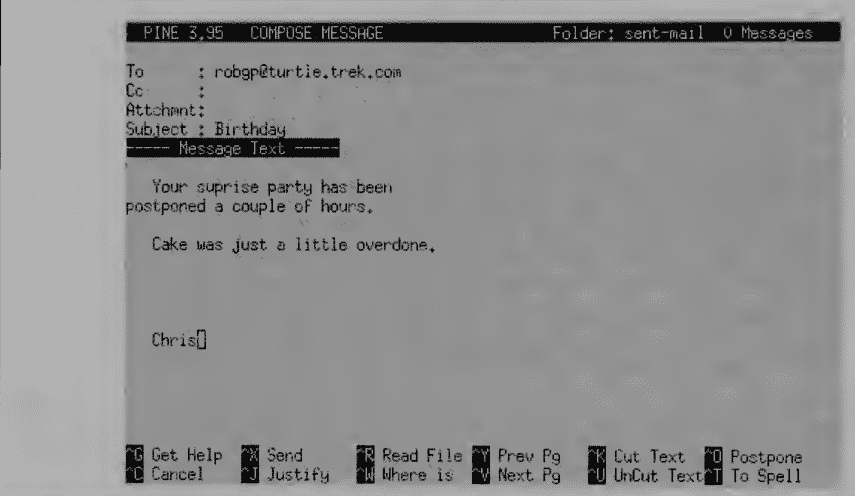 PINE 3.95 COMPOSE MESSAGE Folder: sent-mail 0 Messages
To : robgp@turtle.trek.com
Cc :
Attchmnt:
Subject : Birthday
----- Message Text -----
Your suprise party has been
postponed a couple of hours.
Cake was just a little overdone.
Chris
^G Get Help ^X Send ^R Read File ^Y Prev Pg ^K Cut Text ^O Postpone
^C Cancel ^J Justify ^W Where is ^V Next Pg ^U UnCut Text ^T To Spell